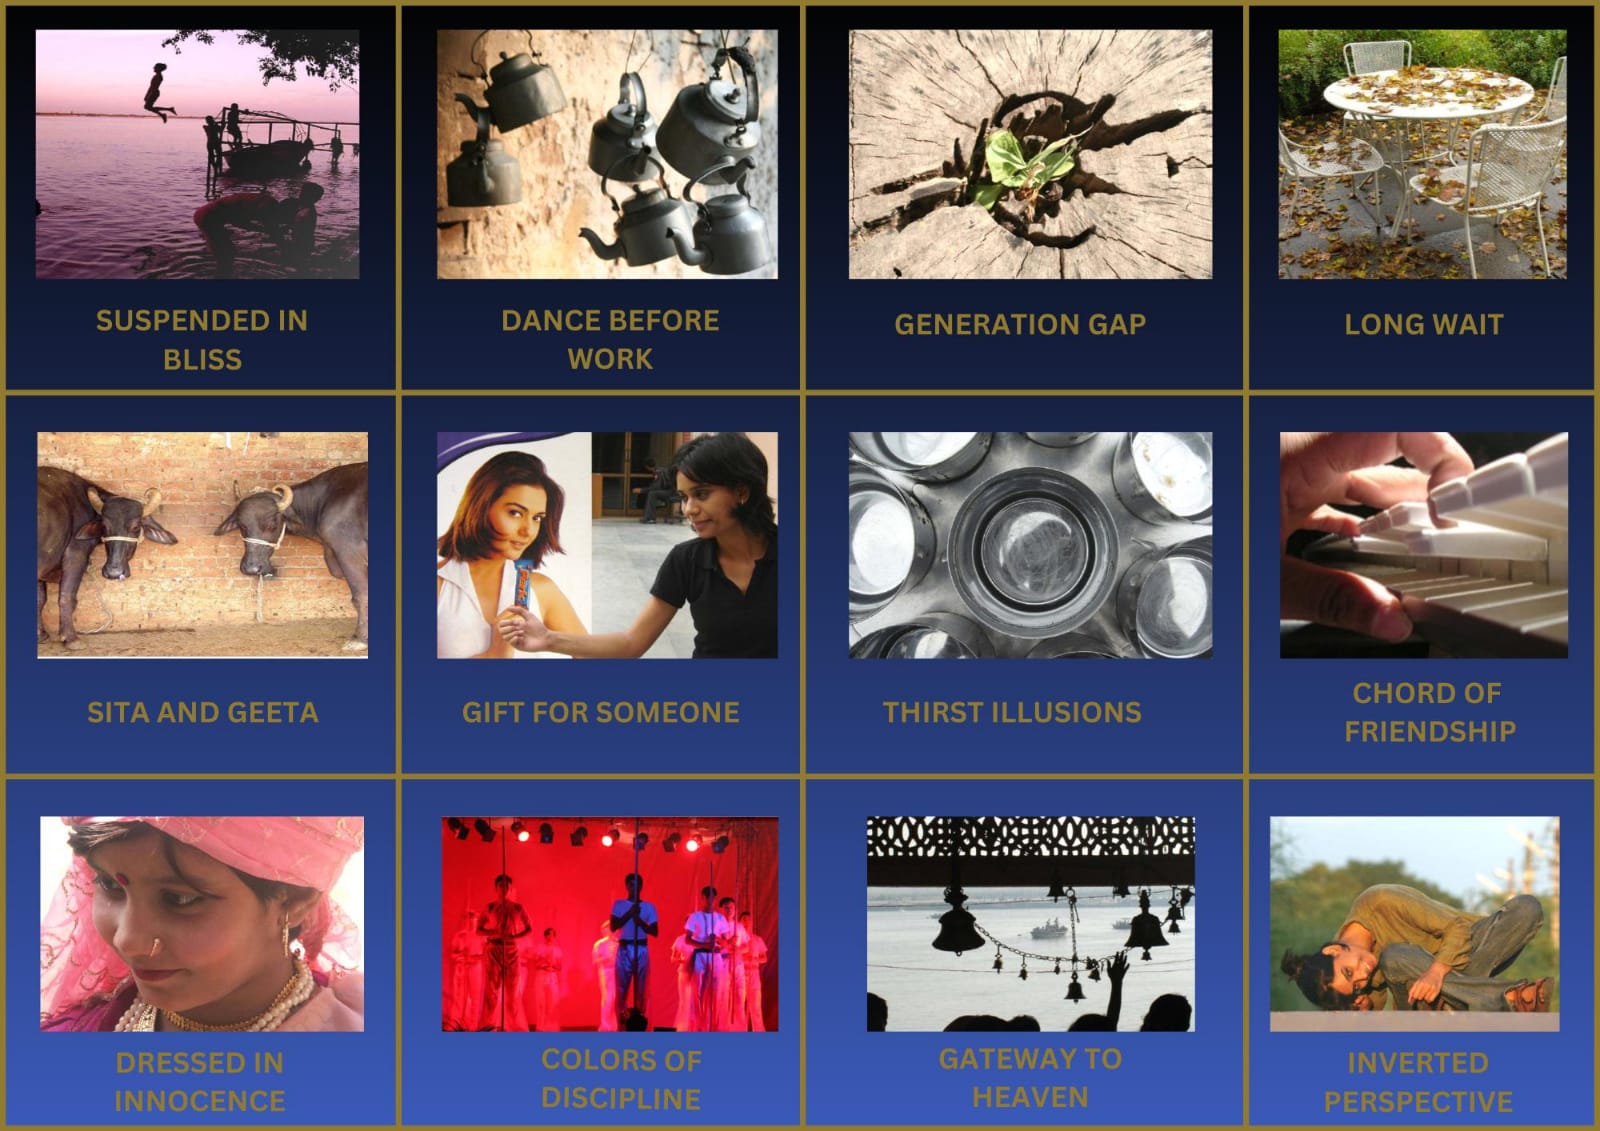 SUSPENDED IN
BLISS
DANCE BEFORE
WORK
GENERATION GAP
LONG WAIT
SITA AND GEETA
GIFT FOR SOMEONE
THIRST ILLUSIONS
CHORD OF
FRIENDSHIP
DRESSED IN
INNOCENCE
COLORS OF
DISCIPLINE
GATEWAY TO
HEAVEN
INVERTED
PERSPECTIVE